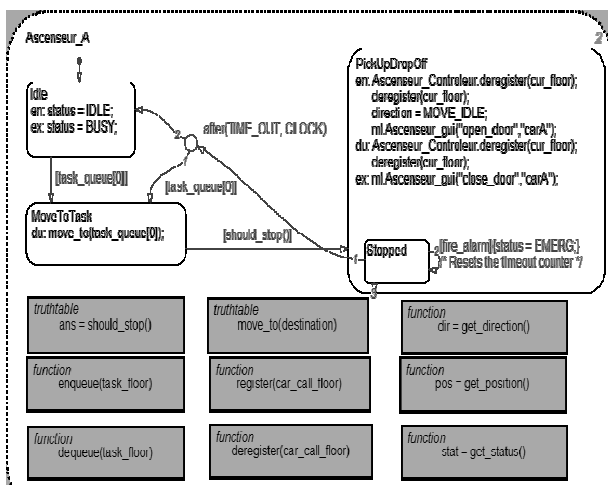 Ascenseur_A
2
Idle
en: status = IDLE;
ex: status = BUSY;
PickUpDropOff
en: Ascenseur_Controleur.deregister(cur_floor);
deregister(cur_floor);
direction = MOVE_IDLE;
ml.Ascenseur_gui("open_door","carA");
du: Ascenseur_Controleur.deregister(cur_floor);
deregister(cur_floor);
ex: ml.Ascenseur_gui("close_door","carA");
2
after(TIME_OUT, CLOCK)
1
[task_queue[0]]
[task_queue[0]]
MoveToTask
du: move_to(task_queue[0]);
[should_stop()]
1
Stopped
2
[fire_alarm]{status = EMERG;}
/* Resets the timeout counter */
3
truthtable
ans = should_stop()
truthtable
move_to(destination)
function
dir = get_direction()
function
enqueue(task_floor)
function
register(car_call_floor)
function
pos = get_position()
function
dequeue(task_floor)
function
deregister(car_call_floor)
function
stat = get_status()